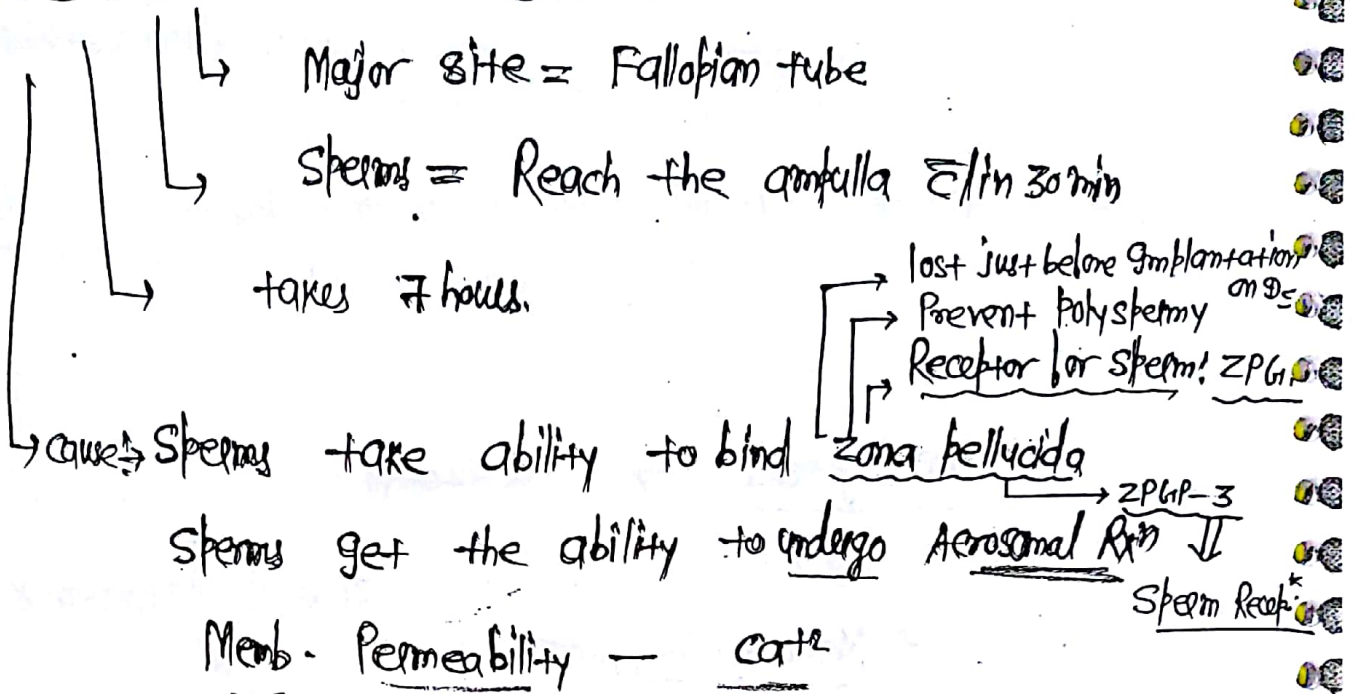 Major site = Fallopian tube
Sperms = Reach the ampulla c̄/in 30 min
takes 7 hours.
lost just before Implantation
on D5
Prevent Polyspermy
Receptor for sperm: ZPG
cause: Sperms take ability to bind zona pellucida
ZPGP-3
Sperms get the ability to undergo Acrosomal Rxn
Sperm Recep*
Memb. Permeability – Ca+2